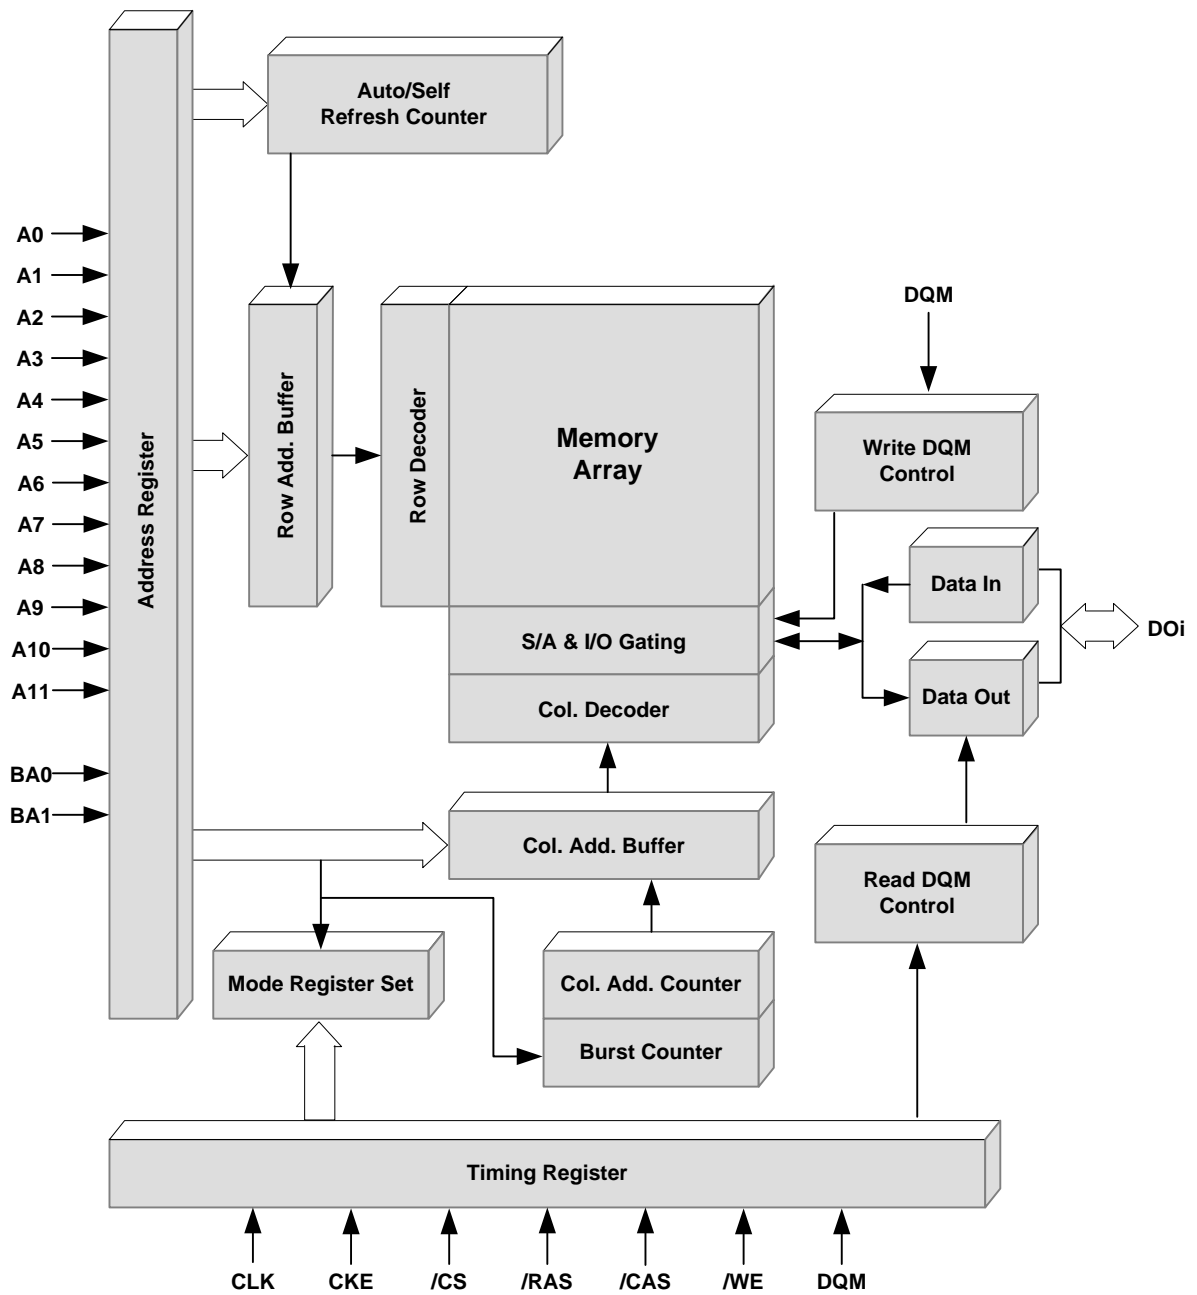 Auto/Self
Refresh Counter
A0
A1
A2
A3
A4
A5
A6
A7
A8
A9
A10
A11
BA0
BA1
Address Register
Row Add. Buffer
Row Decoder
Memory
Array
DQM
Write DQM
Control
Data In
DOi
S/A & I/O Gating
Data Out
Col. Decoder
Col. Add. Buffer
Read DQM
Control
Mode Register Set
Col. Add. Counter
Burst Counter
Timing Register
CLK
CKE
/CS
/RAS
/CAS
/WE
DQM